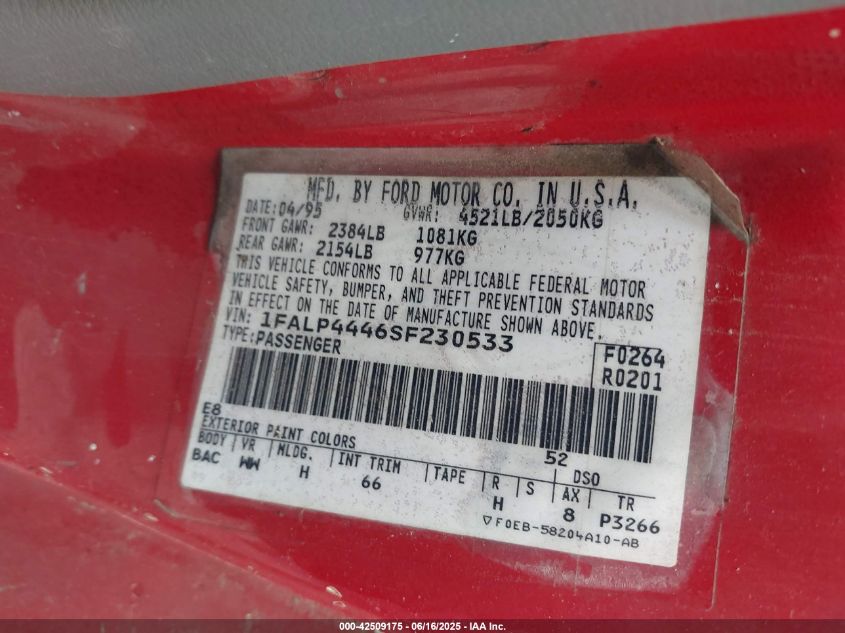 MFD. BY FORD MOTOR CO. IN U.S.A.
DATE: 04/95 GVWR: 4521LB/2050KG
FRONT GAWR: 2384LB 1081KG
REAR GAWR: 2154LB 977KG
THIS VEHICLE CONFORMS TO ALL APPLICABLE FEDERAL MOTOR
VEHICLE SAFETY, BUMPER, AND THEFT PREVENTION STANDARDS
IN EFFECT ON THE DATE OF MANUFACTURE SHOWN ABOVE.
VIN: 1FALP4446SF230533
TYPE: PASSENGER
F0264
R0201
E8 52
EXTERIOR PAINT COLORS DSO
BODY VR MLDG. INT TRIM TAPE R S AX TR
BAC WW H 66 H 8 P3266
▽F0EB-58204A10-AB
000-42509175 - 06/16/2025 - IAA Inc.